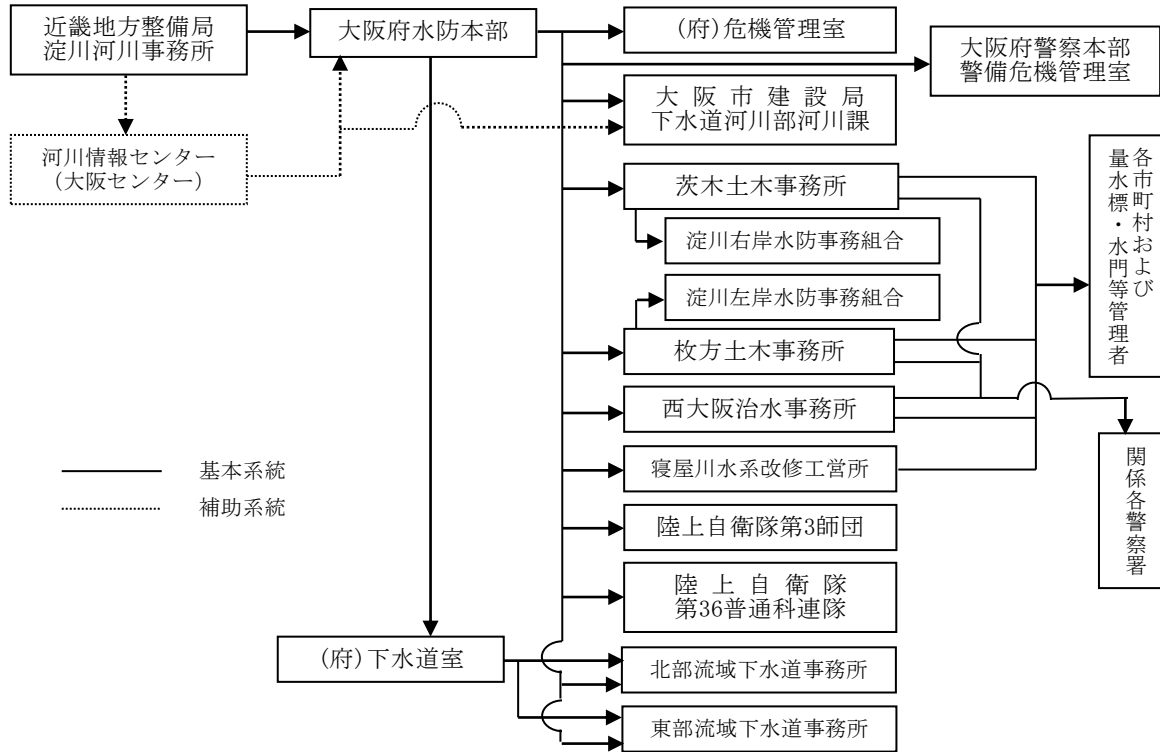 近畿地方整備局
淀川河川事務所
大阪府水防本部
(府)危機管理室
大阪府警察本部
警備危機管理室
大阪市建設局
下水道河川部河川課
河川情報センター
(大阪センター)
茨木土木事務所
淀川右岸水防事務組合
淀川左岸水防事務組合
枚方土木事務所
西大阪治水事務所
寝屋川水系改修工営所
陸上自衛隊第3師団
陸上自衛隊
第36普通科連隊
(府)下水道室
北部流域下水道事務所
東部流域下水道事務所
各市町村および
量水標・水門等管理者
関係各警察署
基本系統
補助系統